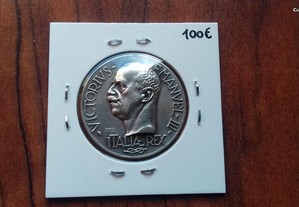 100€
VICTORIVS · EMANVEL · III ·
ITALIAE · REX